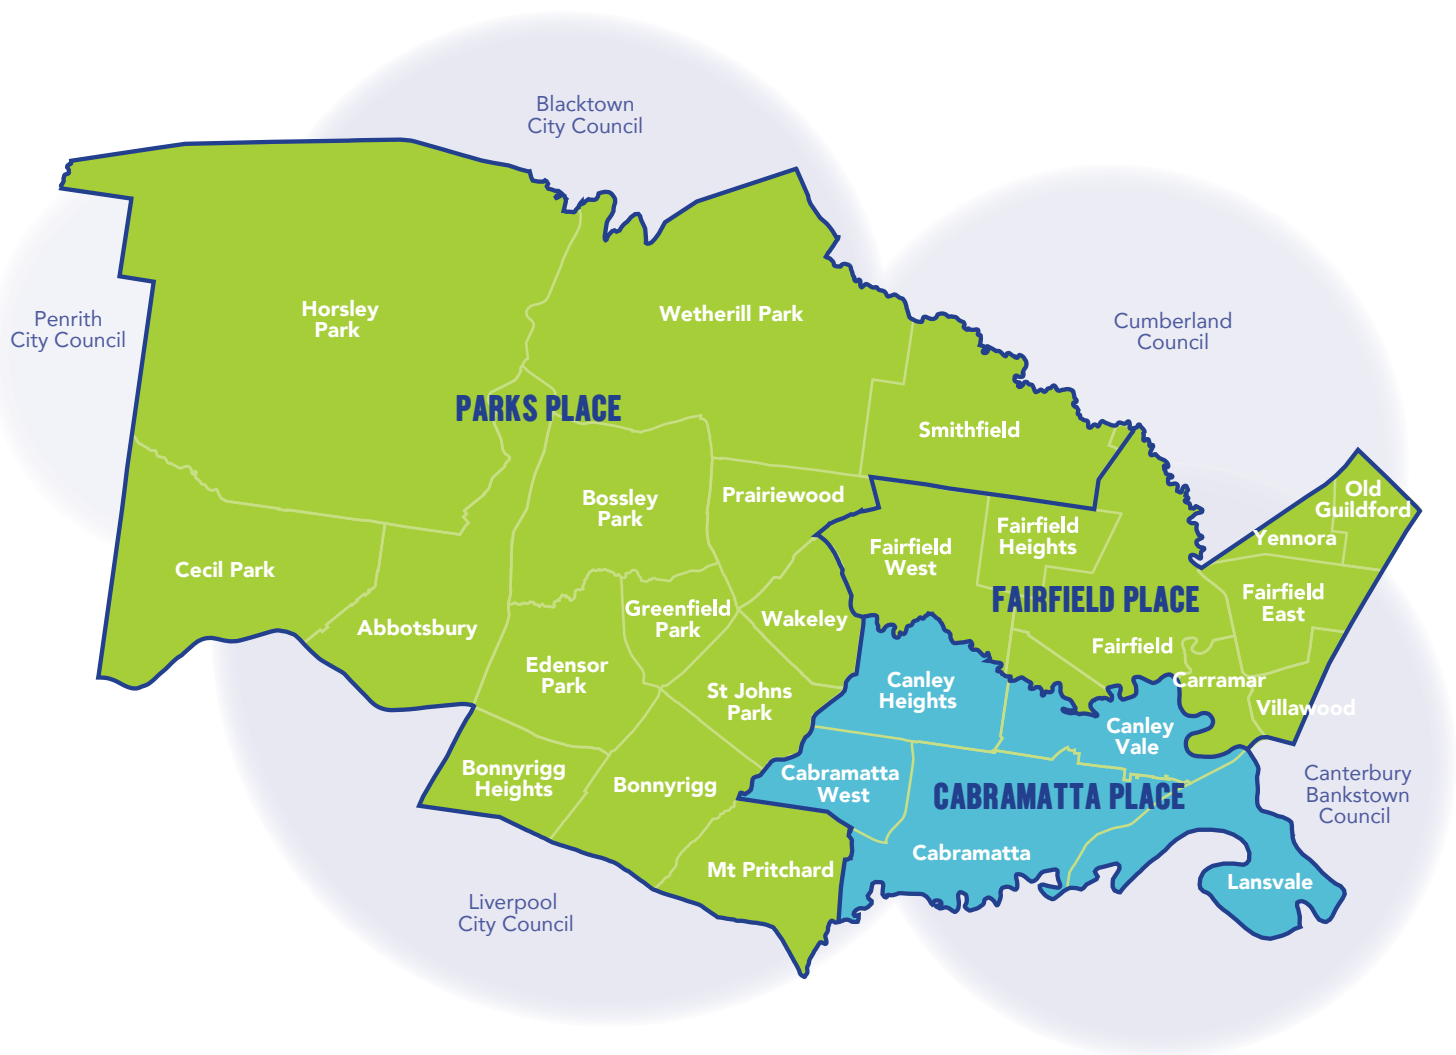 Blacktown
City Council
Penrith
City Council
Cumberland
Council
Horsley
Park
Wetherill Park
PARKS PLACE
Smithfield
Bossley
Park
Prairiewood
Old
Guildford
Yennora
Fairfield
Heights
Fairfield
West
Cecil Park
FAIRFIELD PLACE
Fairfield
East
Abbotsbury
Greenfield
Park
Wakeley
Fairfield
Edensor
Park
St Johns
Park
Canley
Heights
Carramar
Villawood
Canley
Vale
Bonnyrigg
Heights
Bonnyrigg
Cabramatta
West
CABRAMATTA PLACE
Canterbury
Bankstown
Council
Cabramatta
Mt Pritchard
Lansvale
Liverpool
City Council